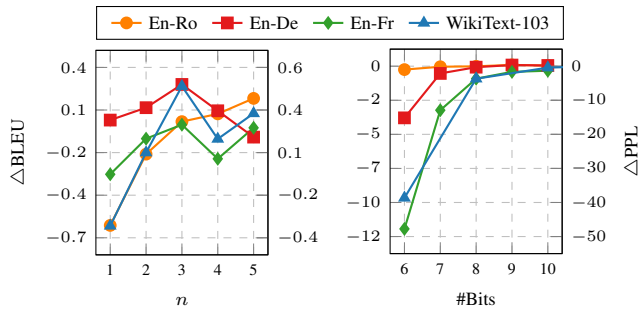 En-Ro En-De En-Fr WikiText-103
0.4 0.6 0 0
0.1 0.4 −2 −10
−0.2 0.1 −5 −20
−0.4 −0.2 −7 −30
−0.7 −0.4 −10 −40
−12 −50
△BLEU
△PPL
1 2 3 4 5 6 7 8 9 10
n #Bits